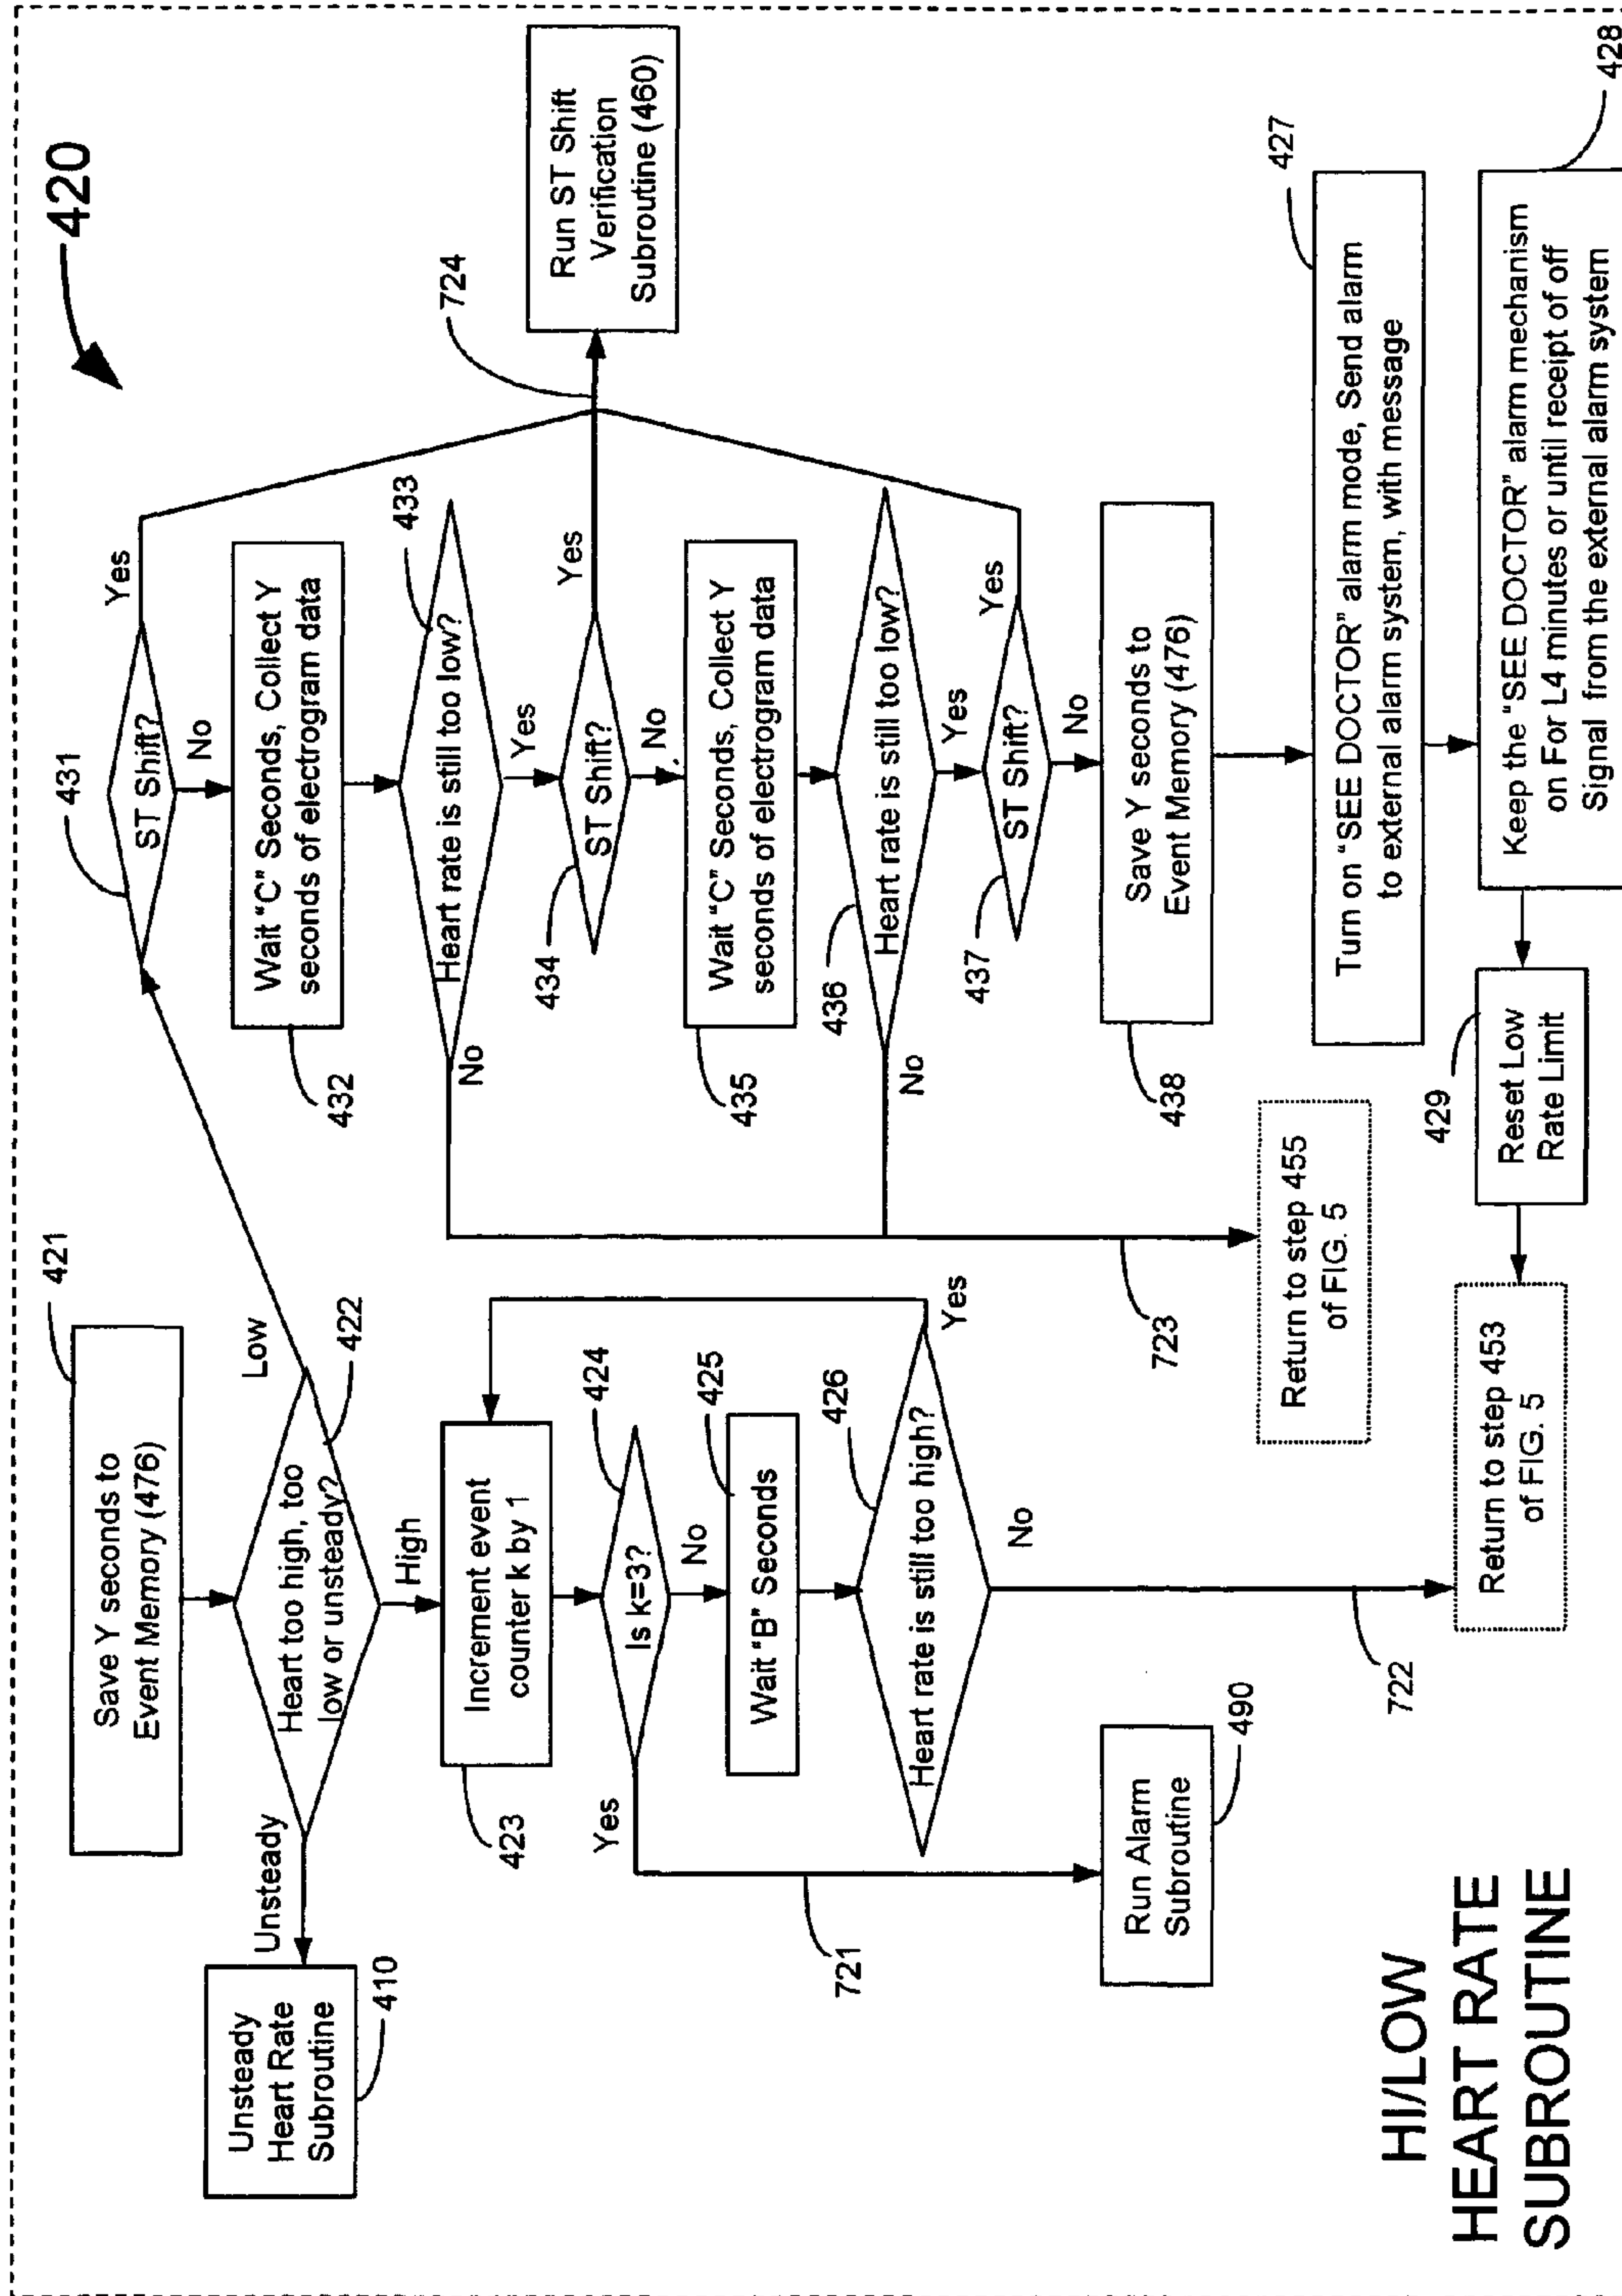 420
421
Save Y seconds to
Event Memory (476)
422
Heart too high, too
low or unsteady?
Unsteady
Unsteady
Heart Rate
Subroutine
410
High
Low
Increment event
counter k by 1
423
424
Is k=3?
Yes
No
721
425
Wait "B" Seconds
426
Heart rate is still too high?
Yes
No
Run Alarm
Subroutine
490
722
Return to step 453
of FIG. 5
431
ST Shift?
Yes
No
Wait "C" Seconds, Collect Y
seconds of electrogram data
432
433
Heart rate is still too low?
No
Yes
434
ST Shift?
Yes
No
724
Run ST Shift
Verification
Subroutine (460)
Wait "C" Seconds, Collect Y
seconds of electrogram data
435
436
Heart rate is still too low?
No
Yes
437
ST Shift?
Yes
No
Save Y seconds to
Event Memory (476)
438
723
Return to step 455
of FIG. 5
427
Turn on "SEE DOCTOR" alarm mode, Send alarm
to external alarm system, with message
428
Keep the "SEE DOCTOR" alarm mechanism
on For L4 minutes or until receipt of off
Signal from the external alarm system
429
Reset Low
Rate Limit
HI/LOW
HEART RATE
SUBROUTINE